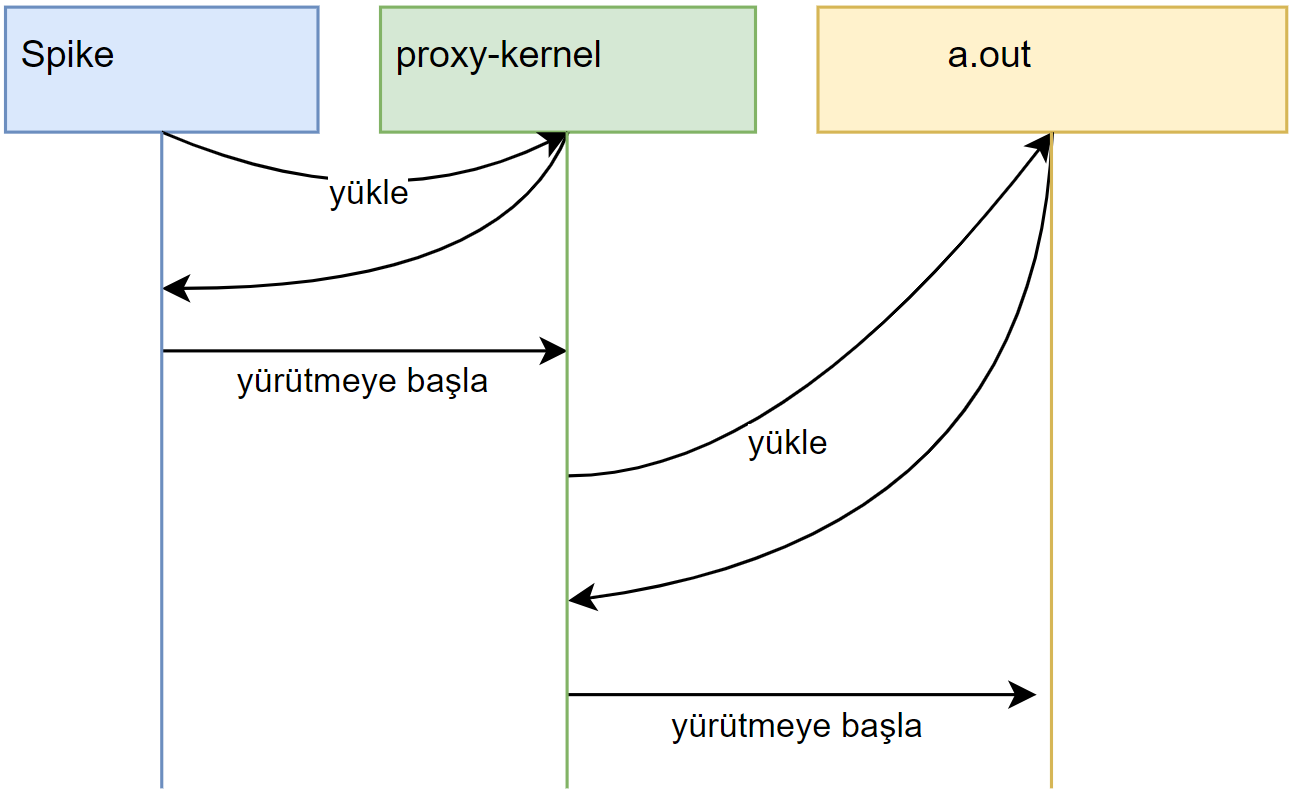 Spike
proxy-kernel
a.out
yükle
yürütmeye başla
yükle
yürütmeye başla